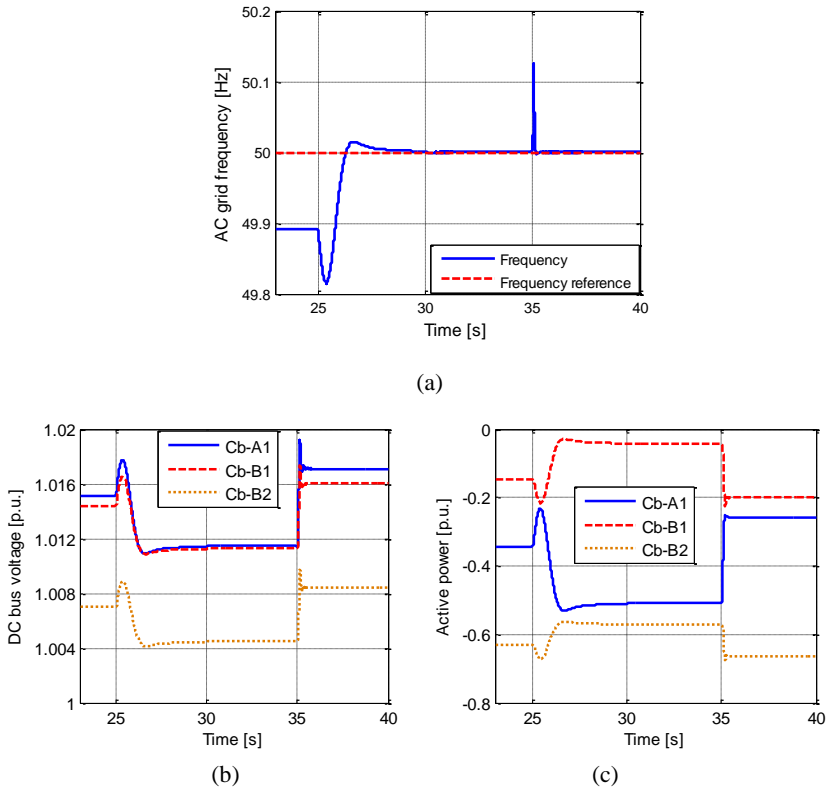 50.2
50.1
50
49.9
49.8
AC grid frequency [Hz]
25
30
35
40
Time [s]
Frequency
Frequency reference
(a)
1.02
1.016
1.012
1.008
1.004
1
DC bus voltage [p.u.]
25
30
35
40
Time [s]
Cb-A1
Cb-B1
Cb-B2
(b)
0
-0.2
-0.4
-0.6
-0.8
Active power [p.u.]
25
30
35
40
Time [s]
Cb-A1
Cb-B1
Cb-B2
(c)